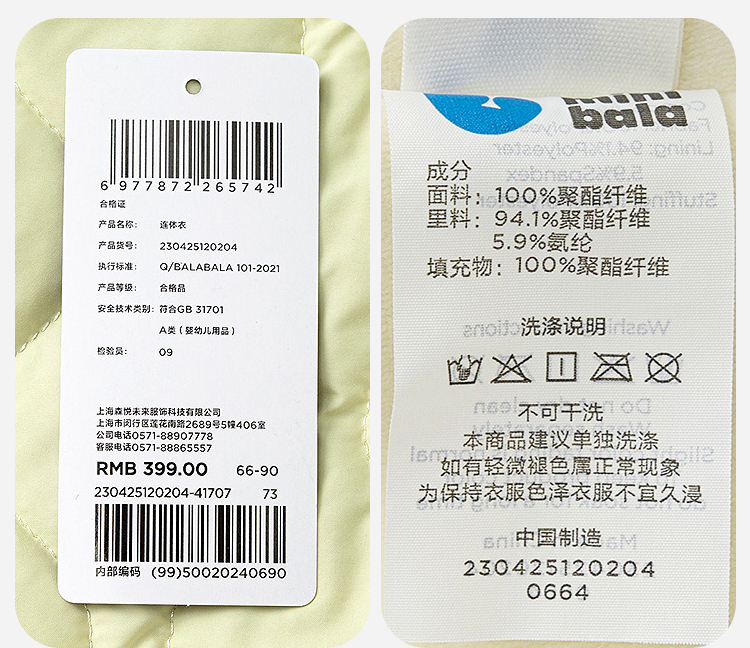 6 977872 265742
合格证
产品名称: 连体衣
产品货号: 230425120204
执行标准: Q/BALABALA 101-2021
产品等级: 合格品
安全技术类别: 符合GB 31701
A类（婴幼儿用品）
检验员: 09
上海森悦未来服饰科技有限公司
上海市闵行区莲花南路2689号5幢406室
公司电话0571-88907778
客服电话0571-88865557
RMB 399.00 66-90
230425120204-41707 73
内部编码 (99)50020240690
mini
bala
成分
面料: 100%聚酯纤维
里料: 94.1%聚酯纤维
5.9%氨纶
填充物: 100%聚酯纤维
洗涤说明
不可干洗
本商品建议单独洗涤
如有轻微褪色属正常现象
为保持衣服色泽衣服不宜久浸
中国制造
230425120204
0664